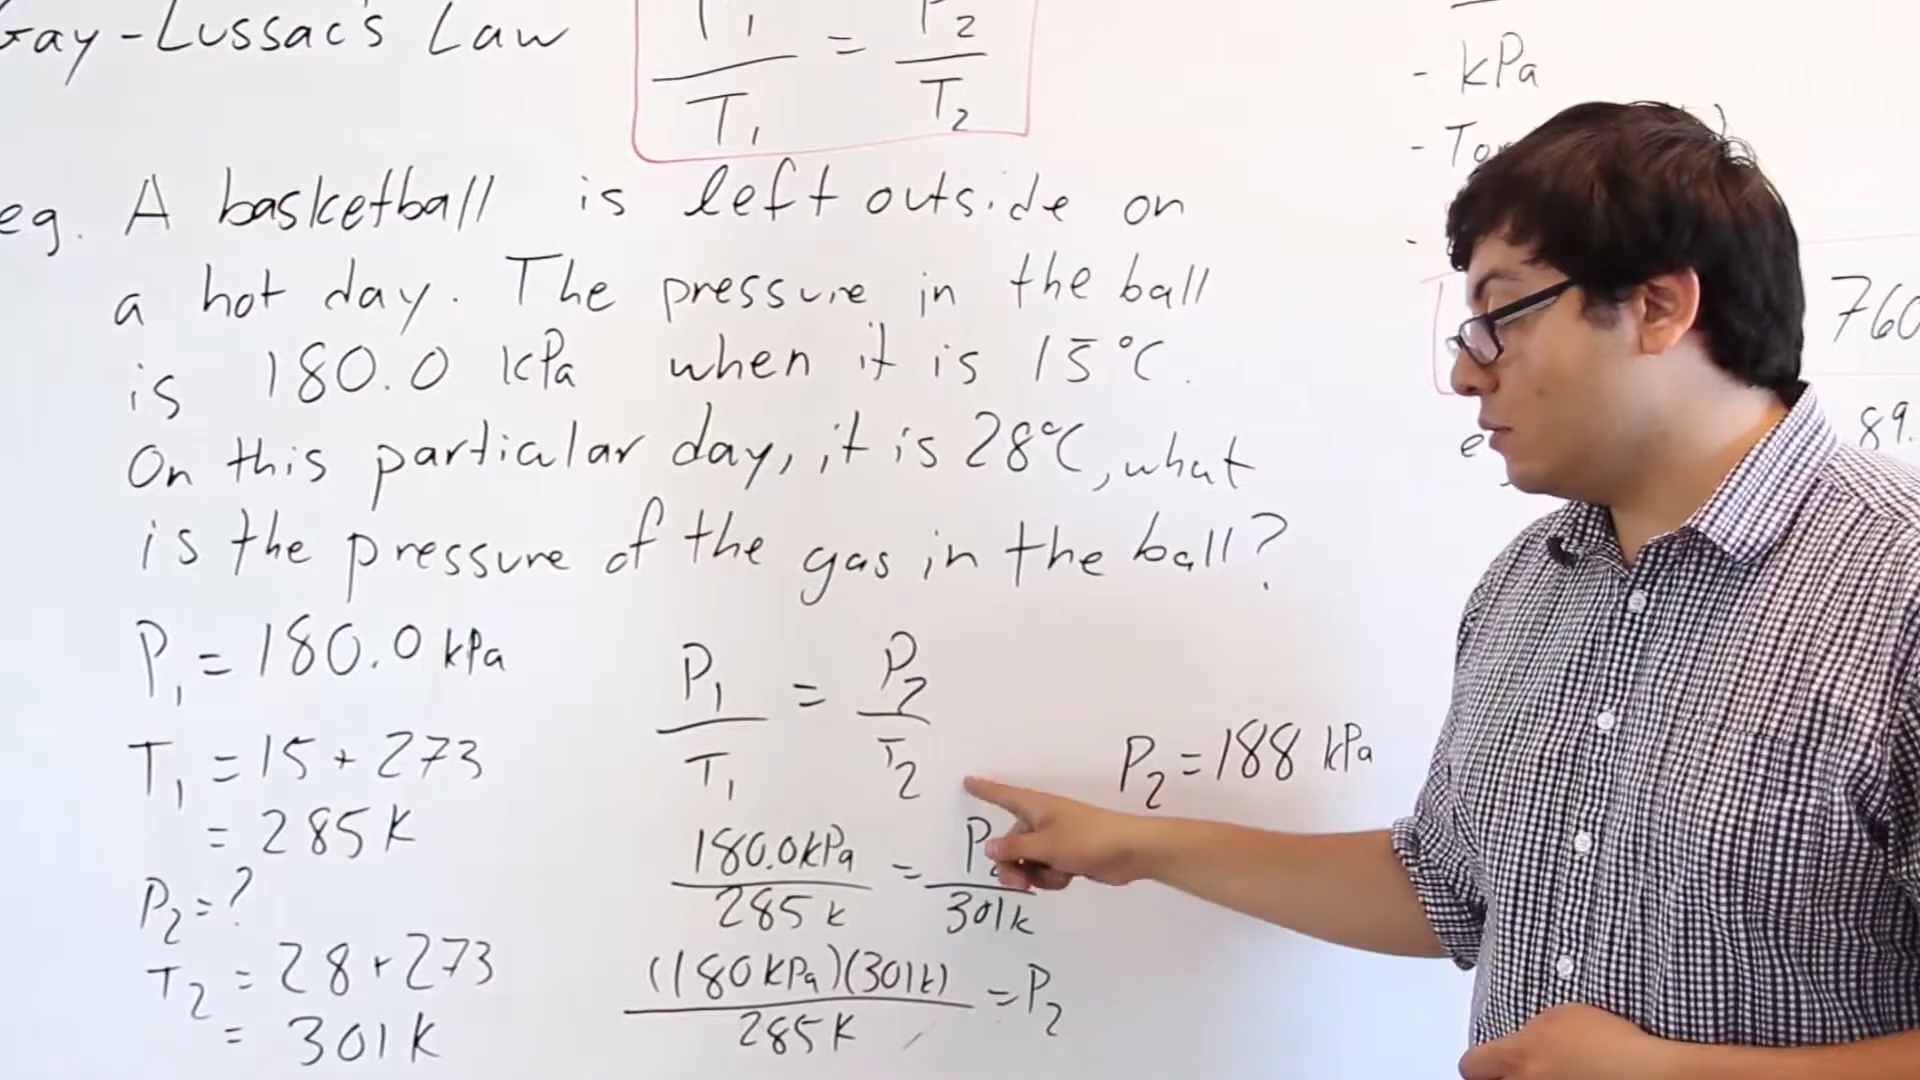 Gay-Lussac's Law
P1/T1 = P2/T2
eg. A basketball is left outside on
a hot day. The pressure in the ball
is 180.0 kPa when it is 15°C.
On this particular day, it is 28°C, what
is the pressure of the gas in the ball?
P1 = 180.0 kPa
T1 = 15 + 273
= 285 K
P2 = ?
T2 = 28 + 273
= 301 K
P1/T1 = P2/T2
180.0 kPa/285 K = P2/301 K
(180 kPa)(301 K)/285 K = P2
P2 = 188 kPa
- kPa
- To
-
760
89.
e